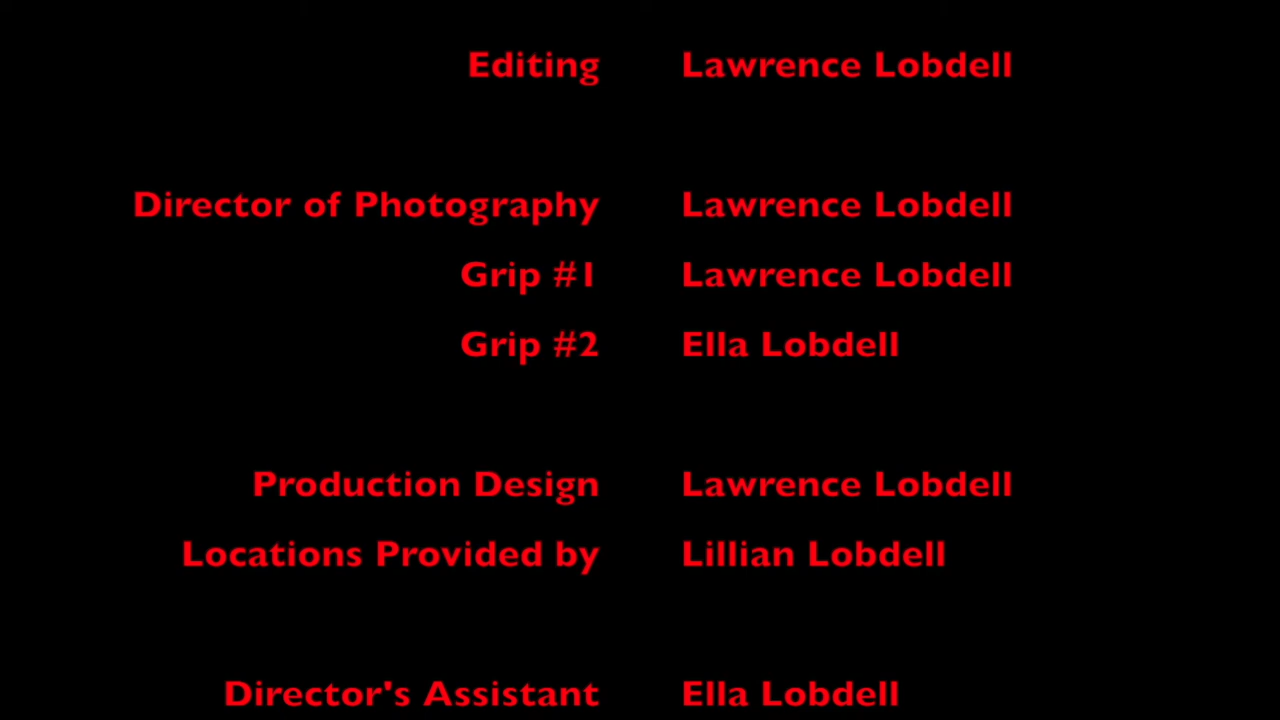 Editing Lawrence Lobdell
Director of Photography Lawrence Lobdell
Grip #1 Lawrence Lobdell
Grip #2 Ella Lobdell
Production Design Lawrence Lobdell
Locations Provided by Lillian Lobdell
Director's Assistant Ella Lobdell